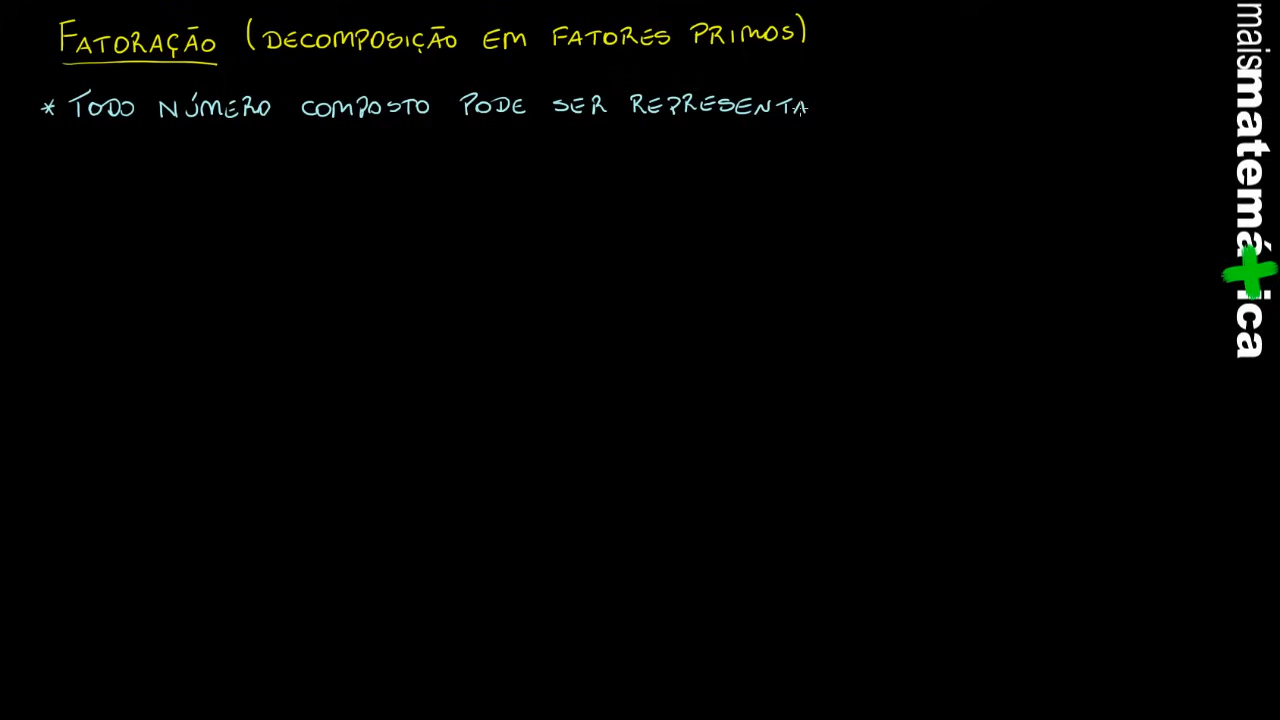 FATORAÇÃO (DECOMPOSIÇÃO EM FATORES PRIMOS)
* TODO NÚMERO COMPOSTO PODE SER REPRESENTA
maismatemática